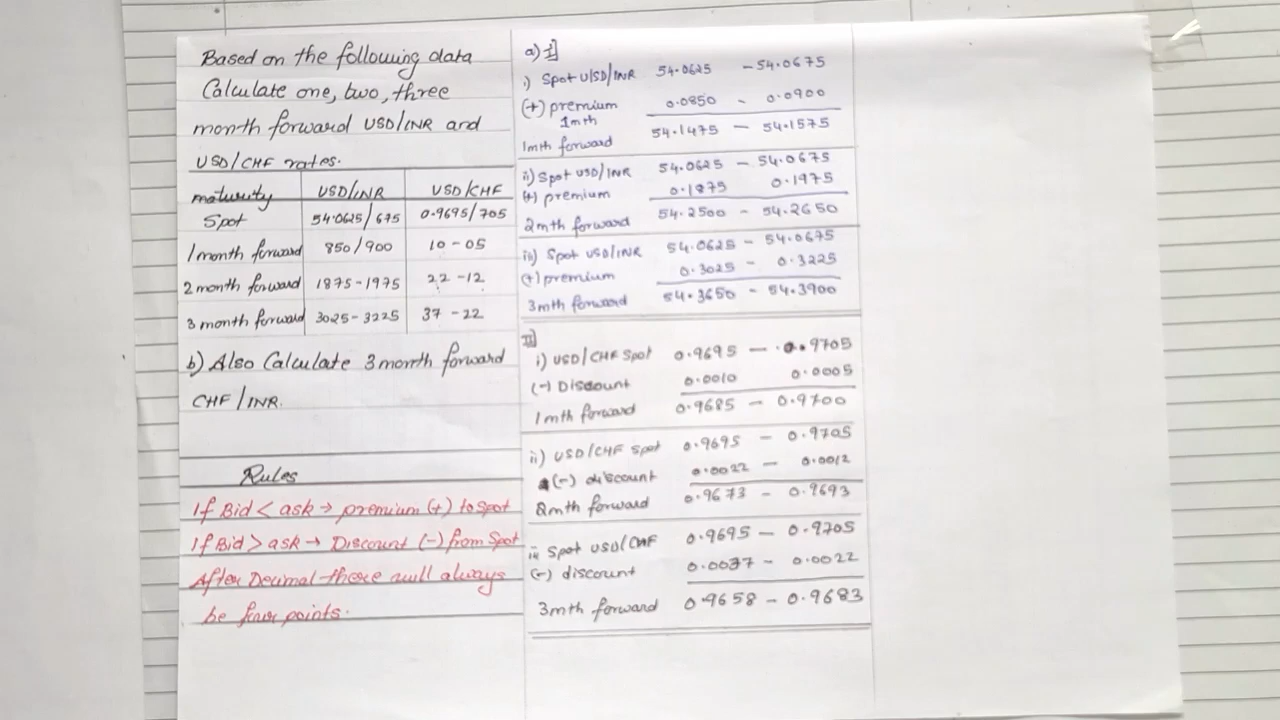 Based on the following data
Calculate one, two, three
month forward USD/INR and
USD/CHF rates.
maturity USD/INR USD/CHF
Spot 54.0625/675 0.9695/705
1 month forward 850/900 10-05
2 month forward 1875-1975 22-12
3 month forward 3025-3225 37-22
b) Also Calculate 3 month forward
CHF/INR.
Rules
If Bid < ask → premium (+) to Spot
If Bid > ask → Discount (-) from Spot
After Decimal there will always
be four points.
a) I]
i) Spot USD/INR 54.0625 - 54.0675
(+) premium 0.0850 - 0.0900
1mth
1mth forward 54.1475 - 54.1575
ii) Spot USD/INR 54.0625 - 54.0675
(+) premium 0.1875 0.1975
2mth forward 54.2500 - 54.2650
iii) Spot USD/INR 54.0625 - 54.0675
(+) premium 0.3025 - 0.3225
3mth forward 54.3650 - 54.3900
II]
i) USD/CHF Spot 0.9695 - 0.9705
(-) Discount 0.0010 0.0005
1mth forward 0.9685 - 0.9700
ii) USD/CHF Spot 0.9695 - 0.9705
(-) discount 0.0022 - 0.0012
2mth forward 0.9673 - 0.9693
iii Spot USD/CHF 0.9695 - 0.9705
(-) discount 0.0037 - 0.0022
3mth forward 0.9658 - 0.9683